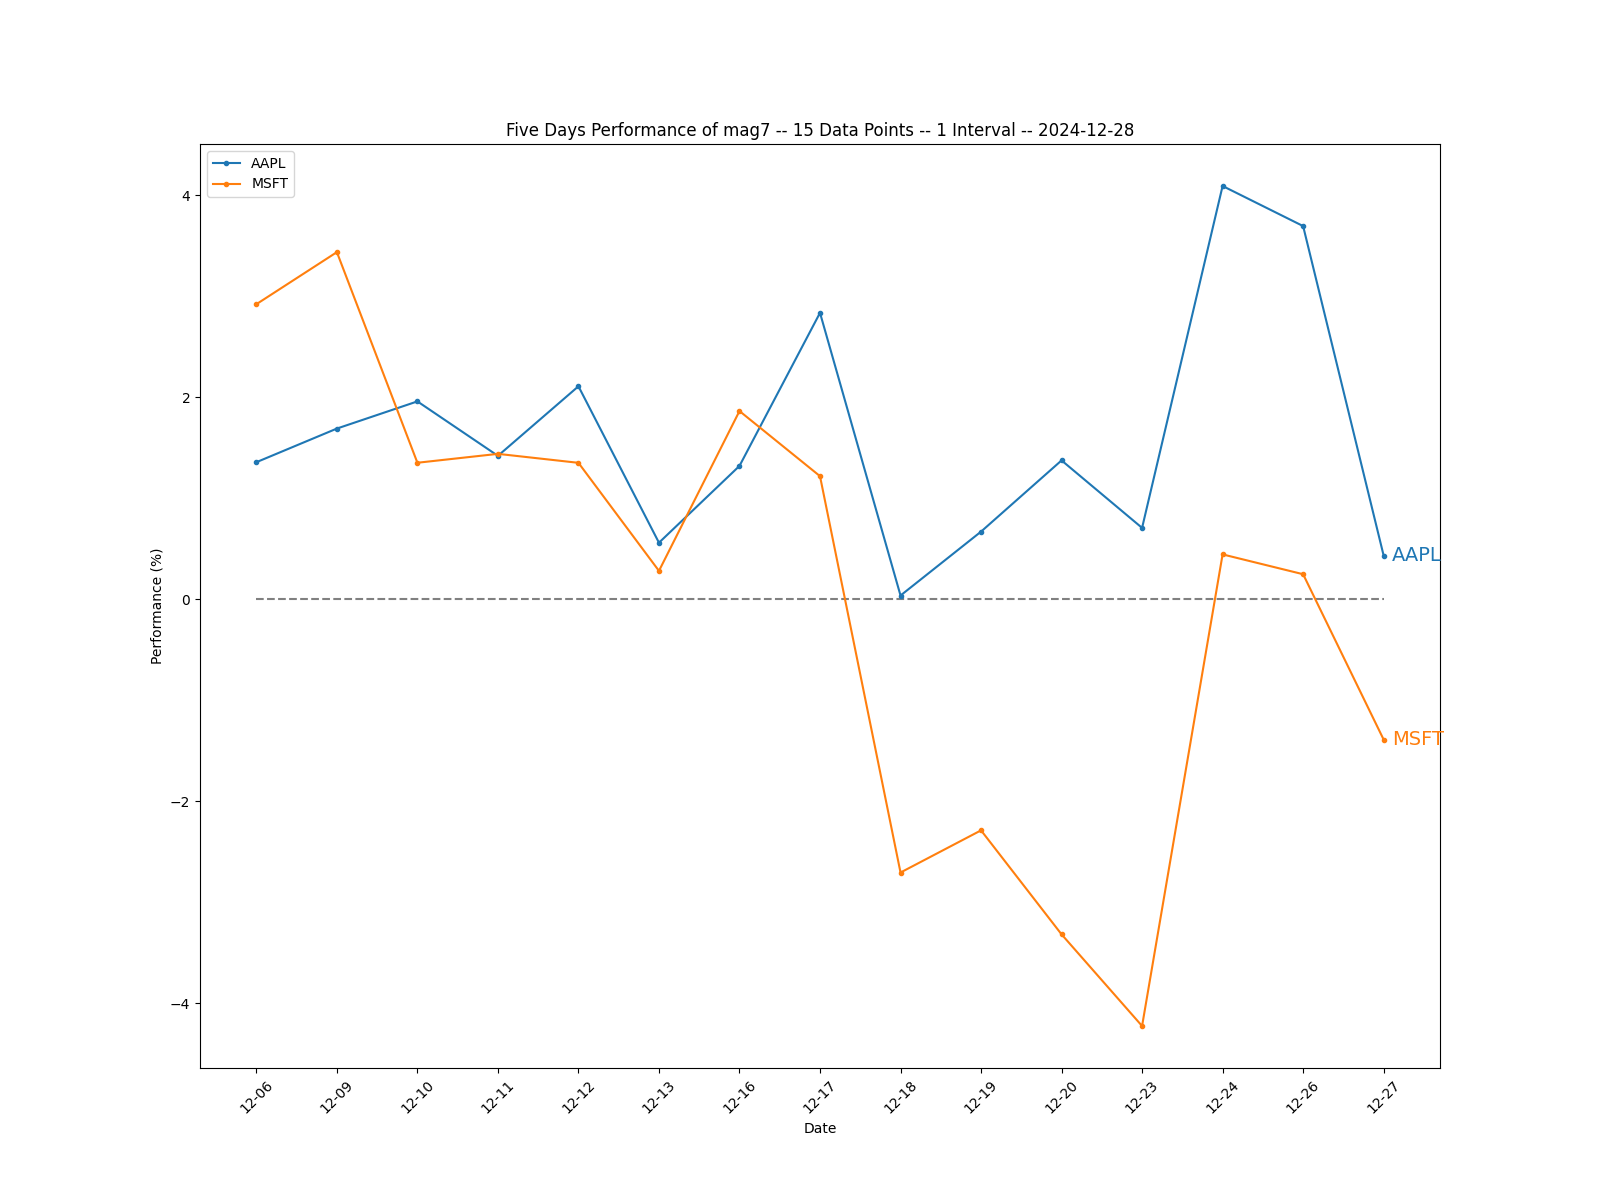 Five Days Performance of mag7 -- 15 Data Points -- 1 Interval -- 2024-12-28
AAPL
MSFT
4
2
0
−2
−4
Performance (%)
AAPL
MSFT
12-06
12-09
12-10
12-11
12-12
12-13
12-16
12-17
12-18
12-19
12-20
12-23
12-24
12-26
12-27
Date